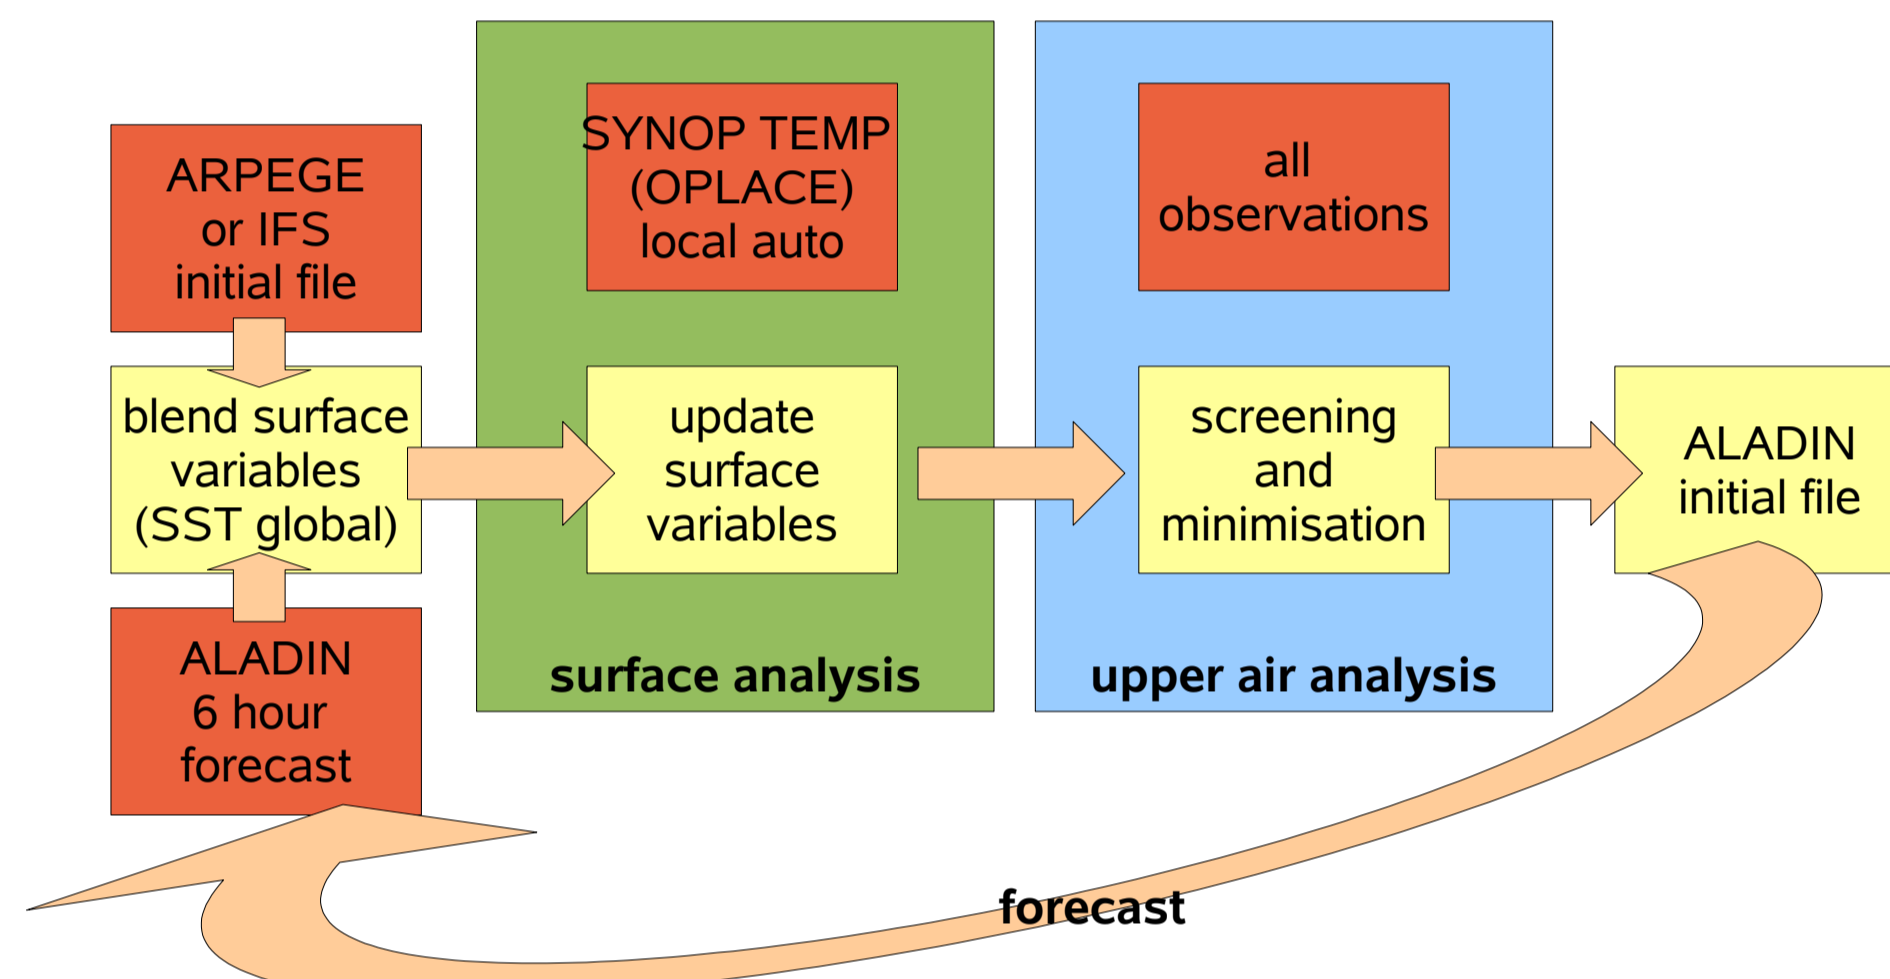 ARPEGE
or IFS
initial file
blend surface
variables
(SST global)
ALADIN
6 hour
forecast
SYNOP TEMP
(OPLACE)
local auto
update
surface
variables
surface analysis
all
observations
screening
and
minimisation
upper air analysis
ALADIN
initial file
forecast